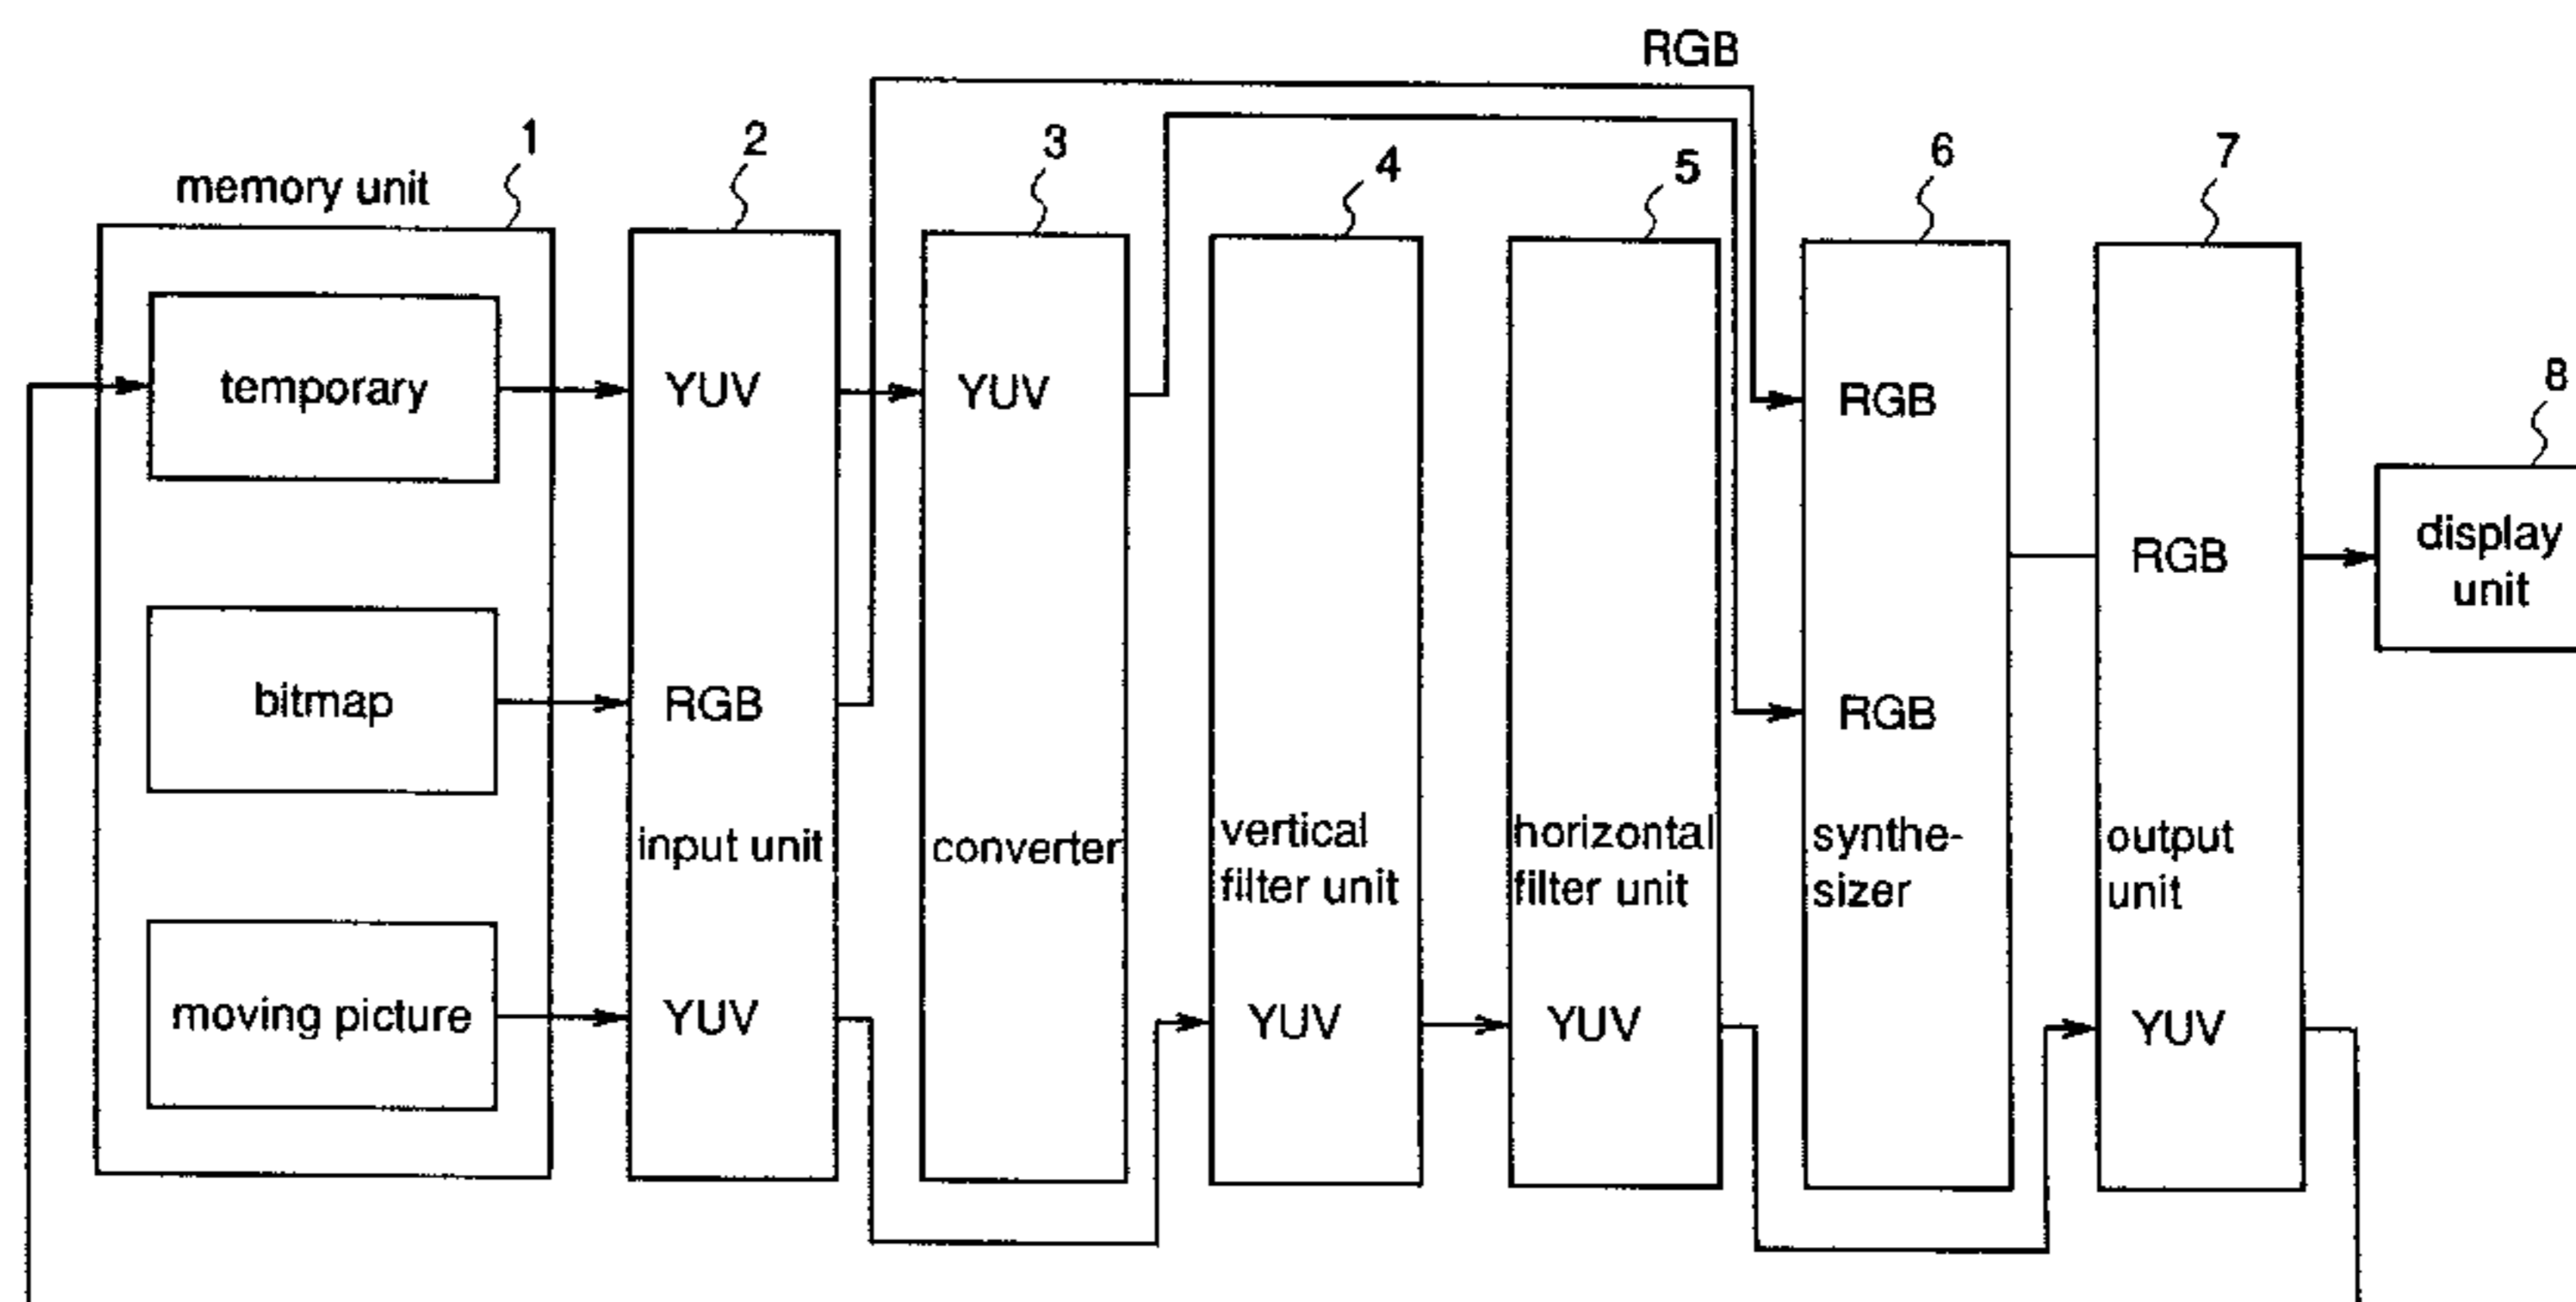 RGB
1
2
3
4
5
6
7
8
memory unit
temporary
bitmap
moving picture
YUV
RGB
input unit
YUV
YUV
converter
vertical
filter unit
YUV
horizontal
filter unit
YUV
RGB
RGB
synthe-
sizer
RGB
output
unit
YUV
display
unit